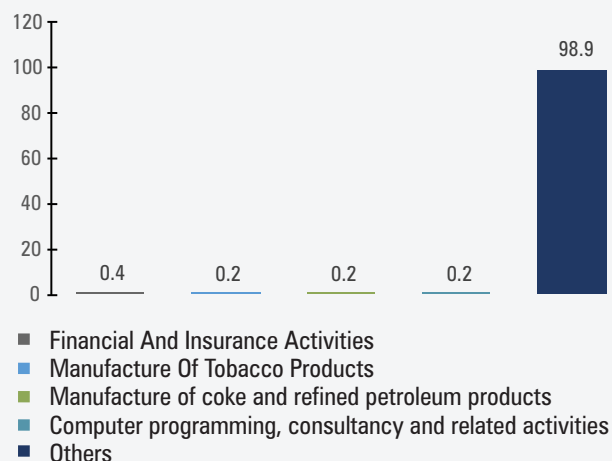 120
100
80
60
40
20
0
0.4
0.2
0.2
0.2
98.9
Financial And Insurance Activities
Manufacture Of Tobacco Products
Manufacture of coke and refined petroleum products
Computer programming, consultancy and related activities
Others